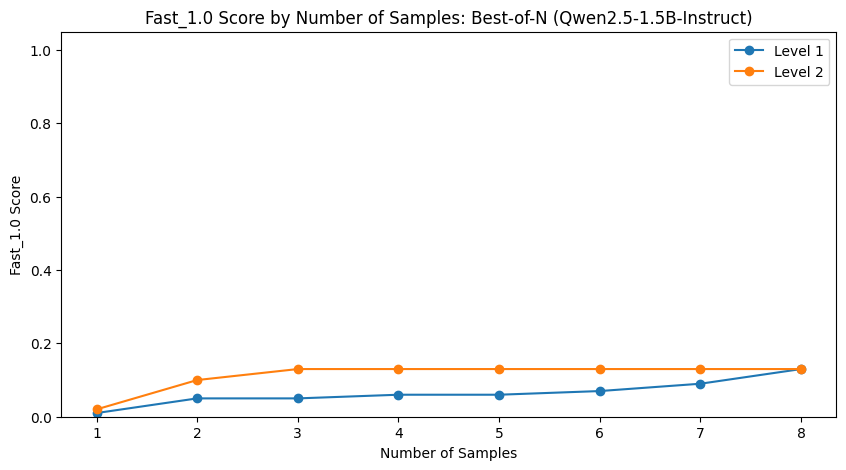 Fast_1.0 Score by Number of Samples: Best-of-N (Qwen2.5-1.5B-Instruct)
Level 1
Level 2
Fast_1.0 Score
1.0
0.8
0.6
0.4
0.2
0.0
1 2 3 4 5 6 7 8
Number of Samples